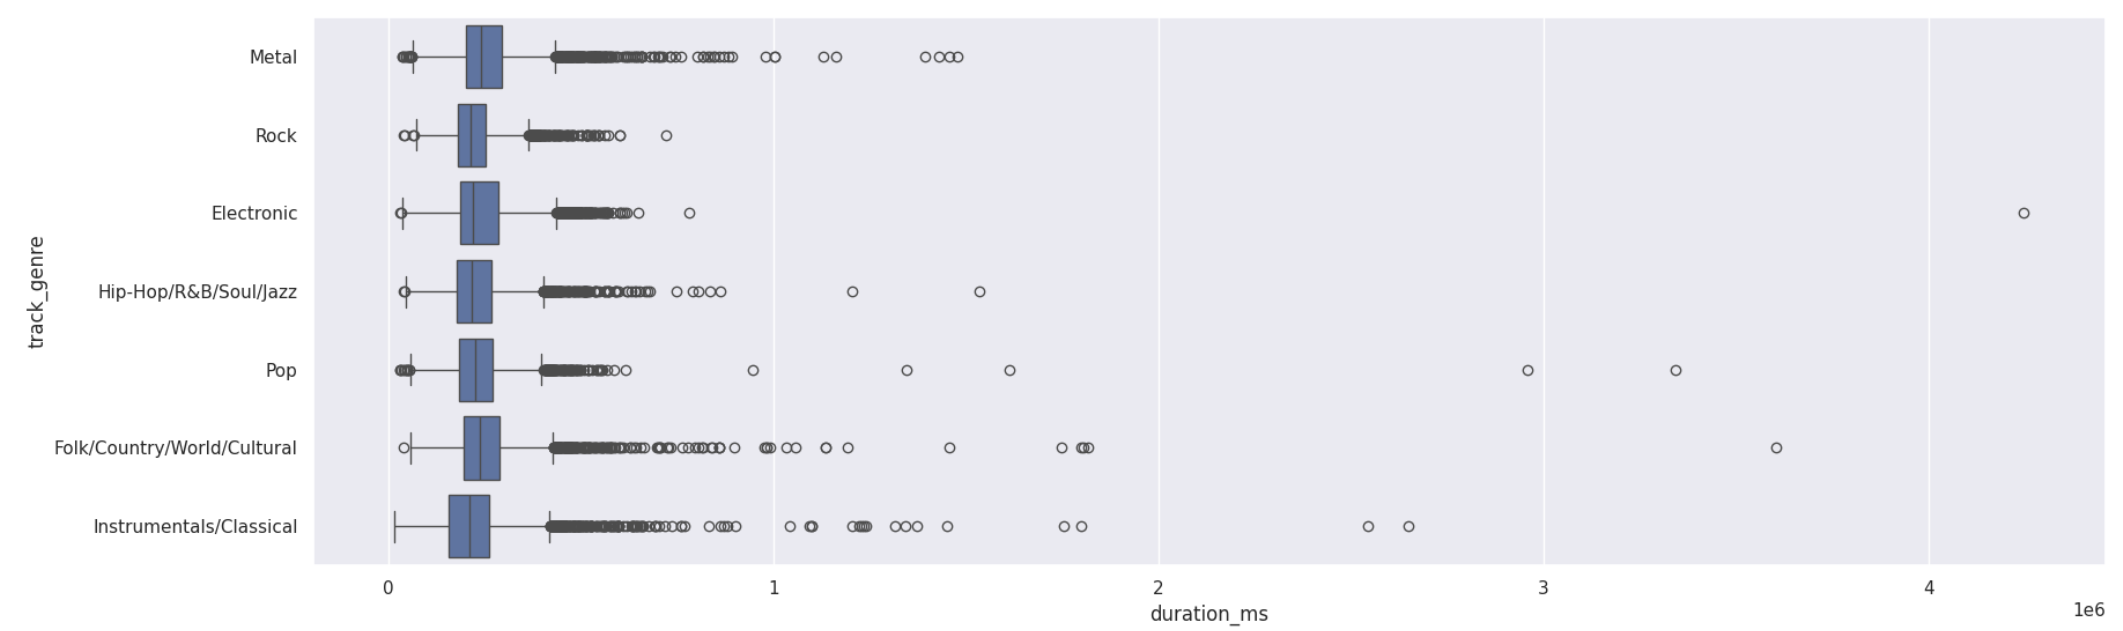 track_genre
Metal
Rock
Electronic
Hip-Hop/R&B/Soul/Jazz
Pop
Folk/Country/World/Cultural
Instrumentals/Classical
0 1 2 3 4
duration_ms
1e6